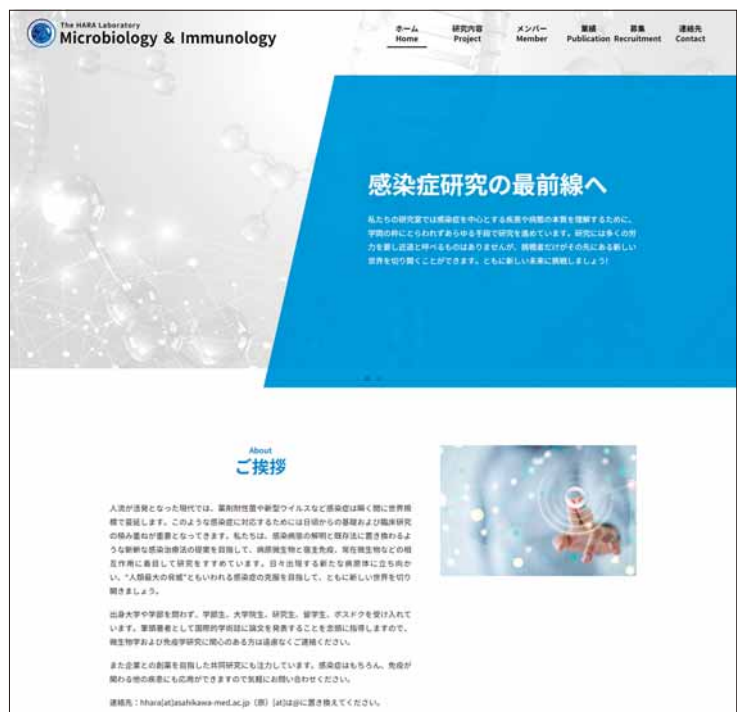 The HARA Laboratory
Microbiology & Immunology
ホーム 研究内容 メンバー 業績 募集 連絡先
Home Project Member Publication Recruitment Contact
感染症研究の最前線へ
私たちの研究室では感染症を中心とする疾患や病態の本質を理解するために、
学問の枠にとらわれずあらゆる手段で研究を進めています。研究には多くの労
力を要し近道と呼べるものはありませんが、挑戦者だけがその先にある新しい
世界を切り開くことができます。ともに新しい未来に挑戦しましょう!
About
ご挨拶
人流が活発となった現代では、薬剤耐性菌や新型ウイルスなど感染症は瞬く間に世界規
模で蔓延します。このような感染症に対応するためには日頃からの基礎および臨床研究
の積み重ねが重要となってきます。私たちは、感染病態の解明と既存法に置き換わるよ
うな斬新な感染治療法の提案を目指して、病原微生物と宿主免疫、常在微生物などの相
互作用に着目して研究をすすめています。日々出現する新たな病原体に立ち向か
い、"人類最大の脅威"ともいわれる感染症の克服を目指して、ともに新しい世界を切り
開きましょう。
出身大学や学部を問わず、学部生、大学院生、研究生、留学生、ポスドクを受け入れて
います。筆頭著者として国際的学術誌に論文を発表することを念頭に指導しますので、
微生物学および免疫学研究に関心のある方は遠慮なくご連絡ください。
また企業との創薬を目指した共同研究にも注力しています。感染症はもちろん、免疫が
関わる他の疾患にも応用ができますので気軽にお問い合わせください。
連絡先:hhara[at]asahikawa-med.ac.jp(原)[at]は@に置き換えてください。